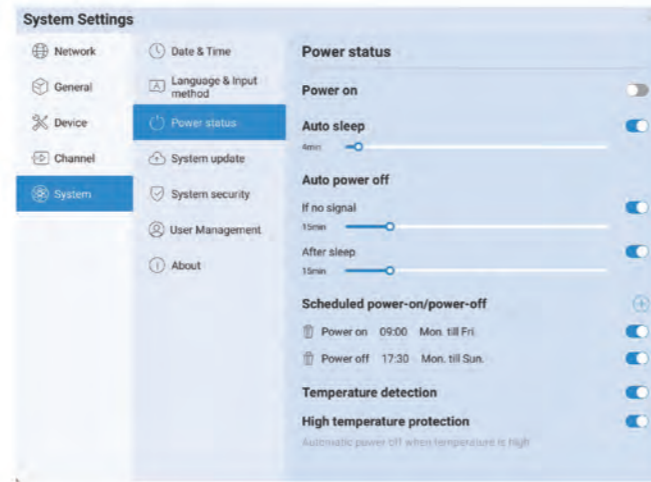 System Settings
Network
General
Device
Channel
System
Date & Time
Language & Input
method
Power status
System update
System security
User Management
About
Power status
Power on
Auto sleep
4min
Auto power off
If no signal
15min
After sleep
15min
Scheduled power-on/power-off
Power on 09:00 Mon. till Fri.
Power off 17:30 Mon. till Sun.
Temperature detection
High temperature protection
Automatic power off when temperature is high